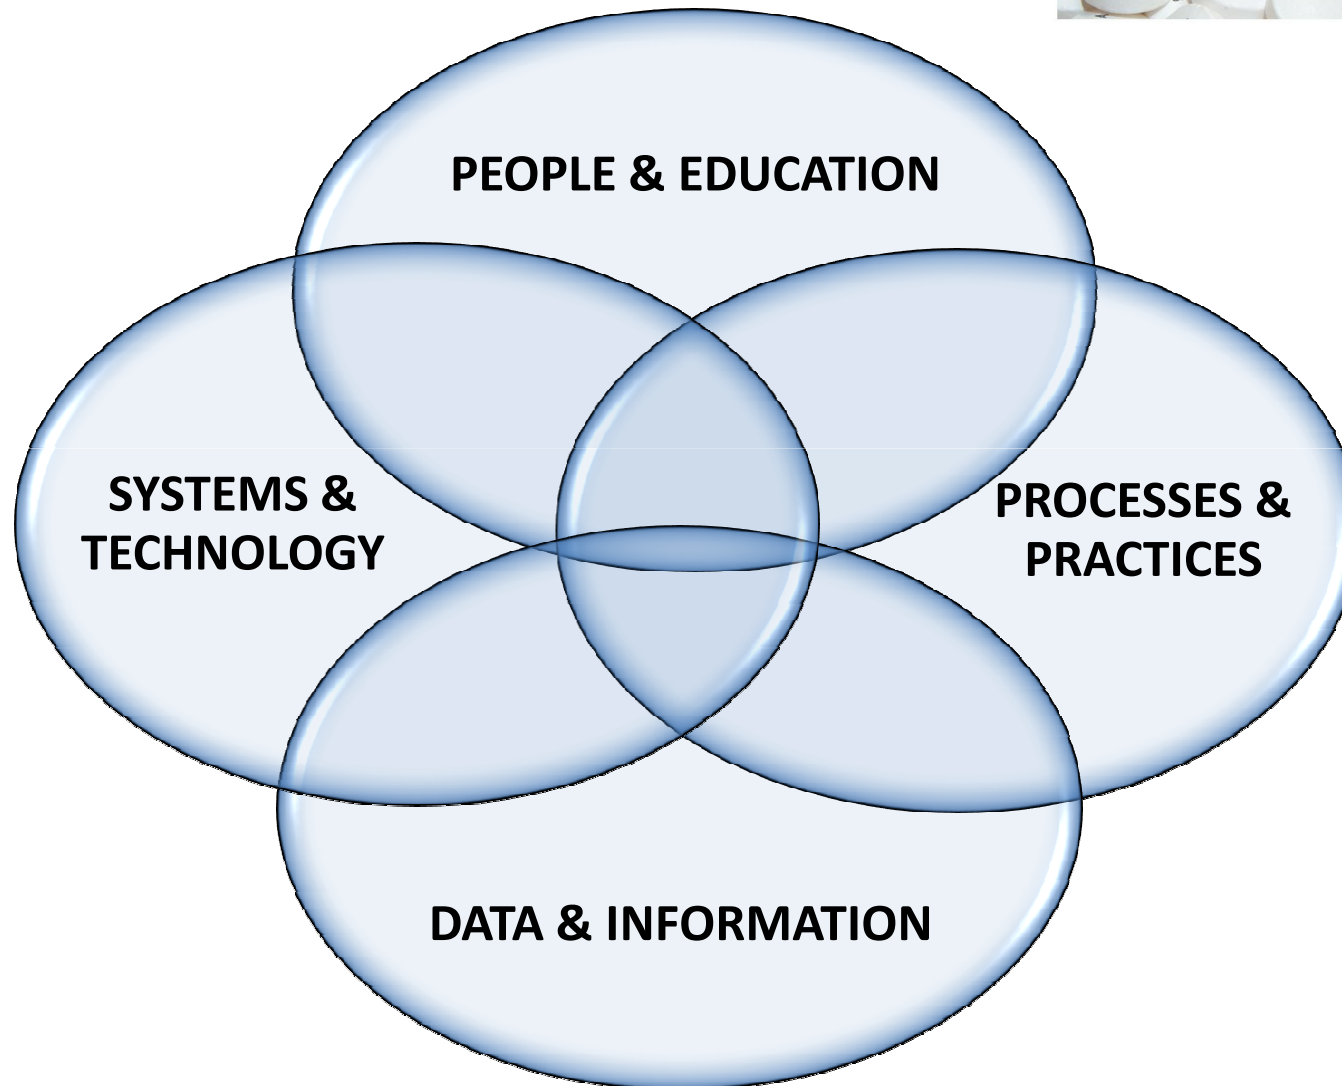 PEOPLE & EDUCATION
SYSTEMS &
TECHNOLOGY
PROCESSES &
PRACTICES
DATA & INFORMATION